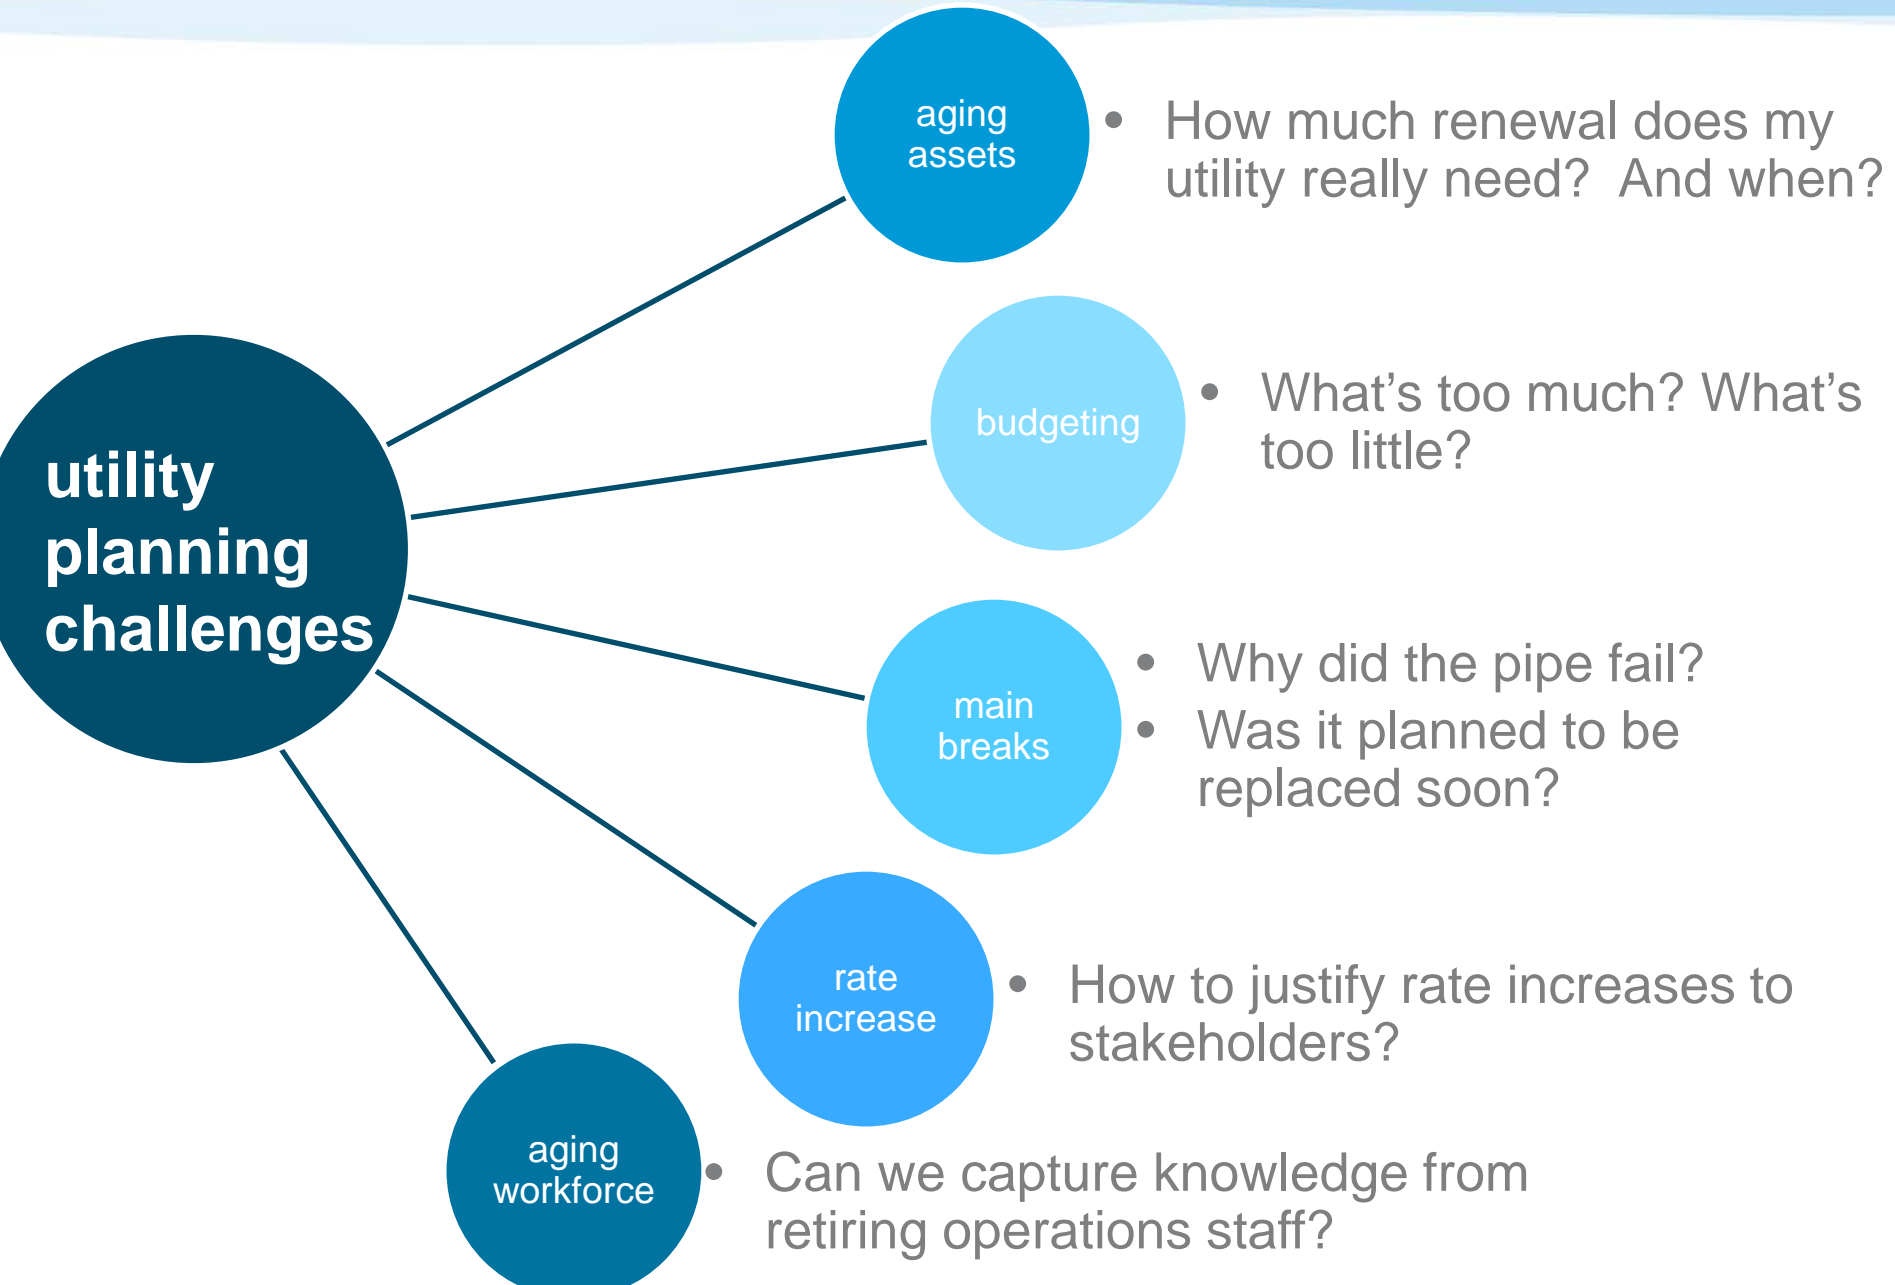 utility
planning
challenges
aging
assets
• How much renewal does my
utility really need?  And when?
budgeting
• What’s too much? What’s
too little?
main
breaks
• Why did the pipe fail?
• Was it planned to be
replaced soon?
rate
increase
• How to justify rate increases to
stakeholders?
aging
workforce
• Can we capture knowledge from
retiring operations staff?